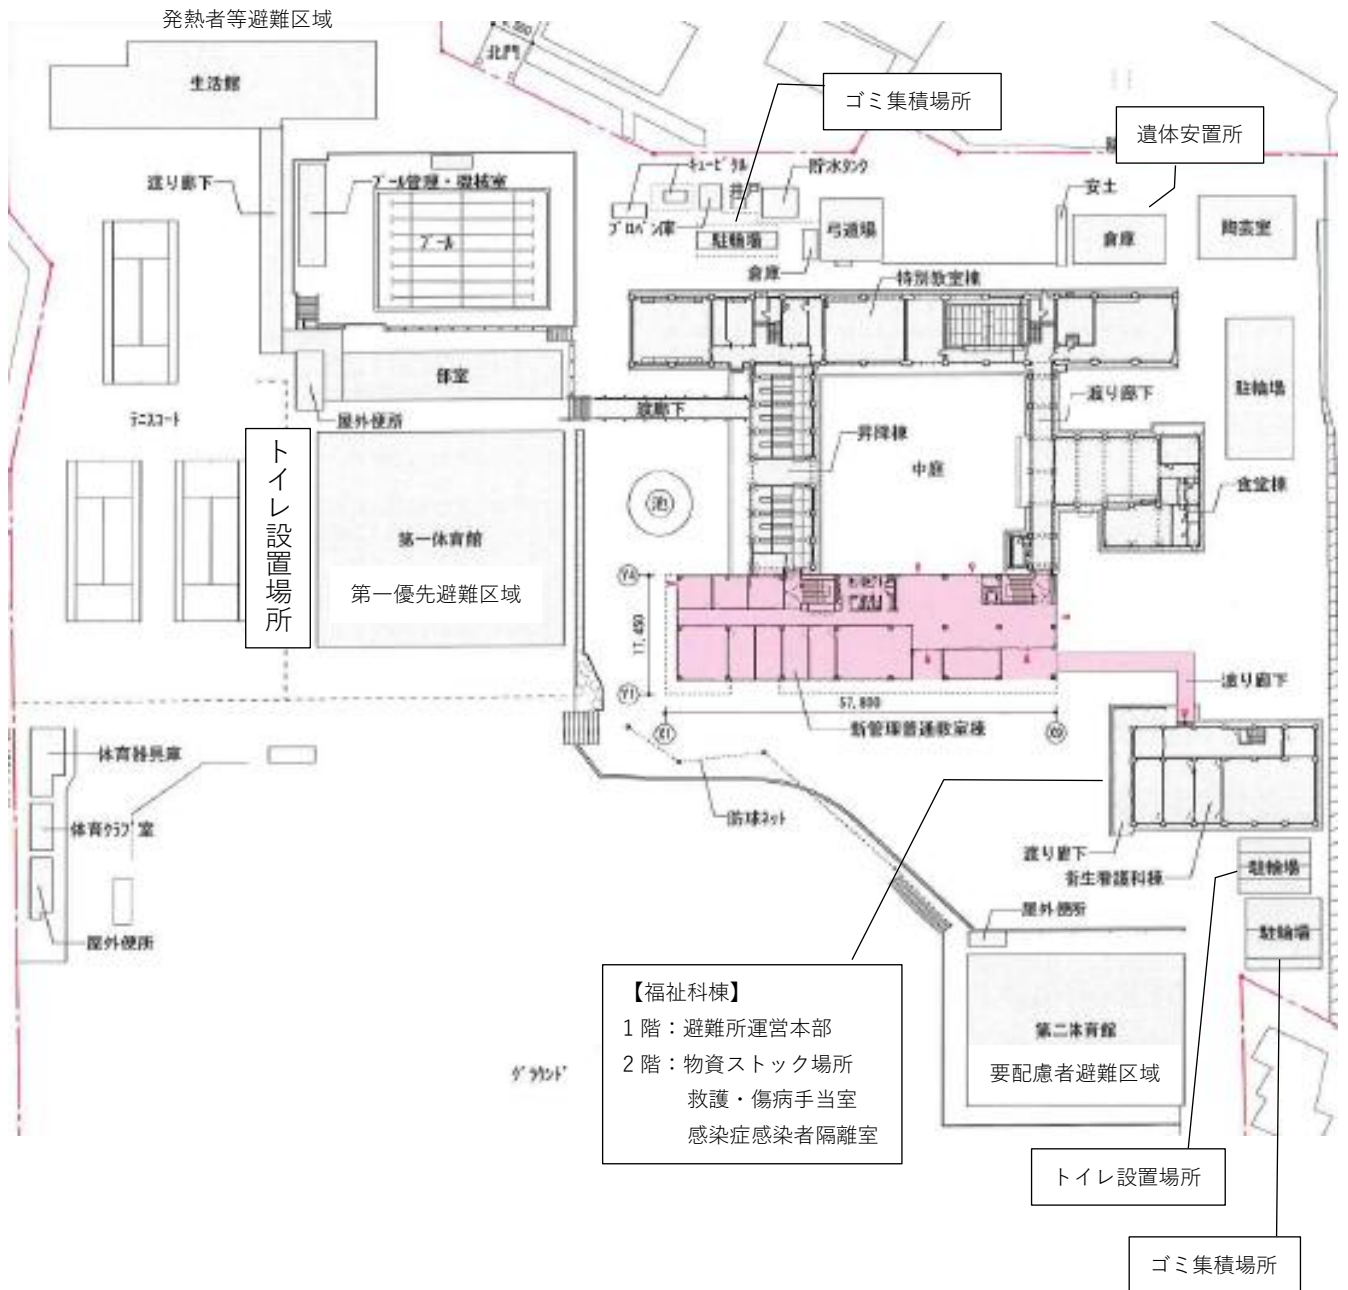 発熱者等避難区域
北門
生活館
ゴミ集積場所
遺体安置所
キュービクル
貯水タンク
渡り廊下
プール管理・機械室
井戸
安土
プール
プロパン庫
駐輪場
弓道場
倉庫
陶芸室
倉庫
特別教室棟
部室
渡り廊下
駐輪場
渡廊下
テニスコート
屋外便所
昇降棟
中庭
食堂棟
トイレ設置場所
池
第一体育館
第一優先避難区域
Y4
17,450
Y1
57,800
渡り廊下
X1
新管理普通教室棟
X9
体育器具庫
防球ネット
体育クラブ室
渡り廊下
衛生看護科棟
駐輪場
屋外便所
駐輪場
屋外便所
【福祉科棟】
1階：避難所運営本部
2階：物資ストック場所
救護・傷病手当室
感染症感染者隔離室
第二体育館
要配慮者避難区域
グラウンド
トイレ設置場所
ゴミ集積場所